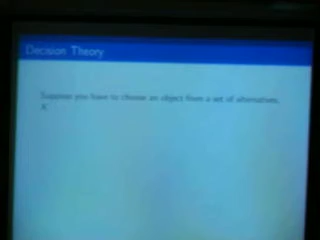 Decision Theory
Suppose you have to choose an object from a set of alternatives,
X